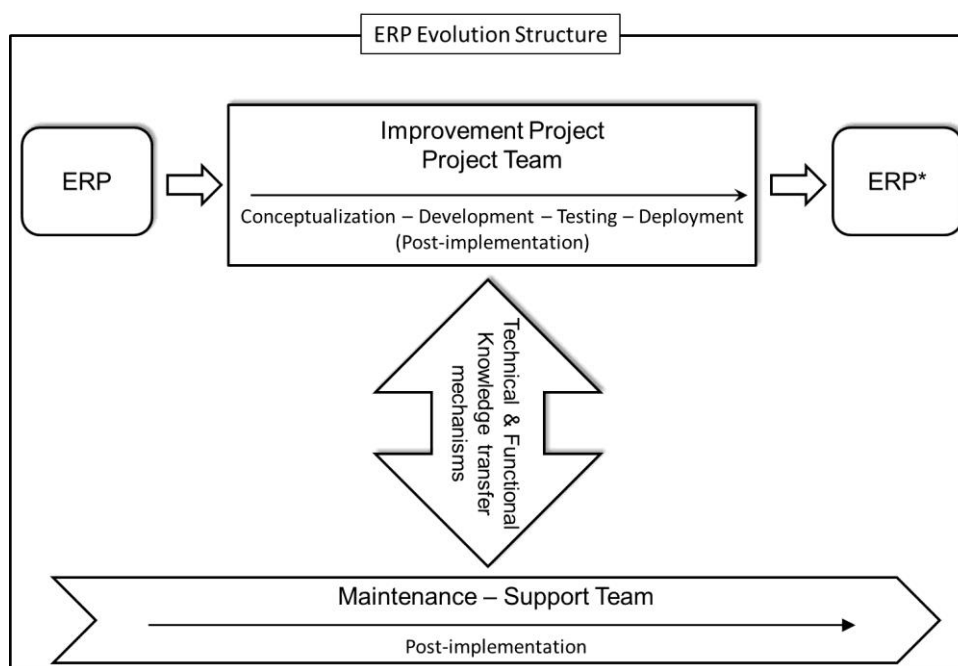 ERP Evolution Structure
ERP
Improvement Project
Project Team
Conceptualization – Development – Testing – Deployment
(Post-implementation)
ERP*
Technical & Functional
Knowledge transfer
mechanisms
Maintenance – Support Team
Post-implementation